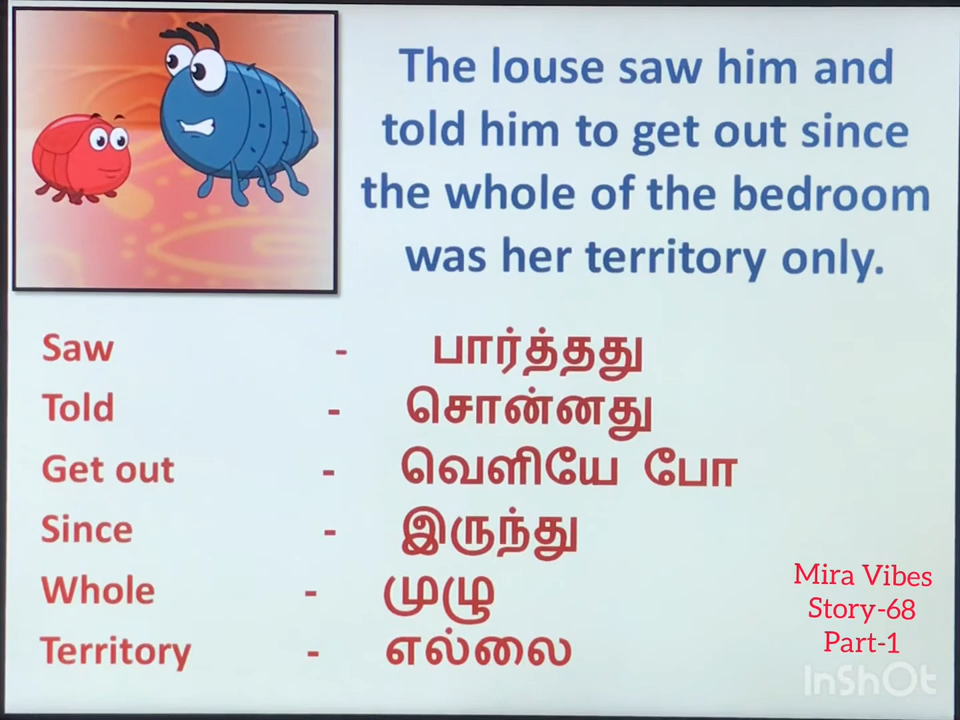 The louse saw him and
told him to get out since
the whole of the bedroom
was her territory only.
Saw - பார்த்தது
Told - சொன்னது
Get out - வெளியே போ
Since - இருந்து
Whole - முழு
Territory - எல்லை
Mira Vibes
Story-68
Part-1
InShOt